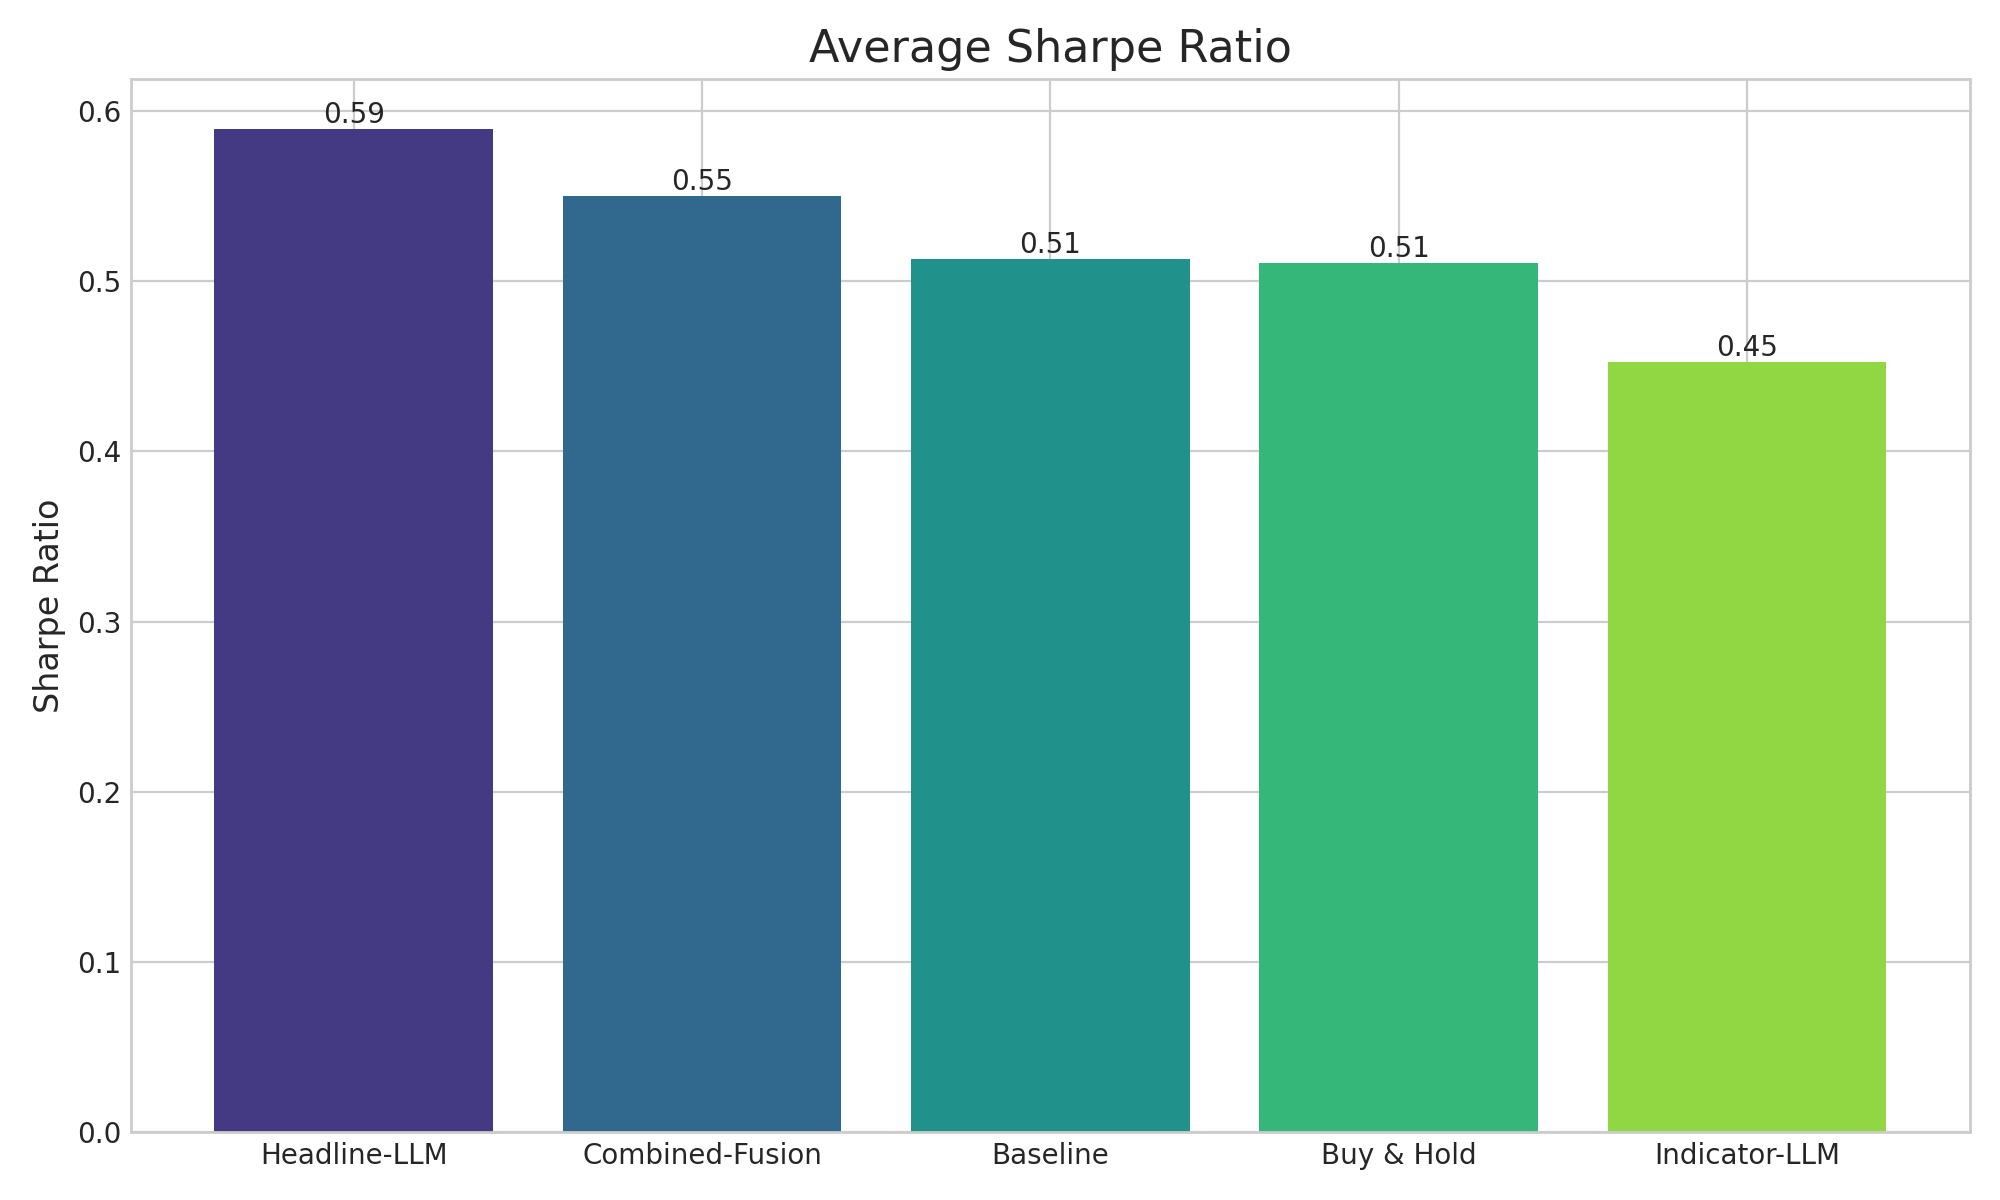 Average Sharpe Ratio
Sharpe Ratio
0.6
0.5
0.4
0.3
0.2
0.1
0.0
0.59
0.55
0.51
0.51
0.45
Headline-LLM
Combined-Fusion
Baseline
Buy & Hold
Indicator-LLM